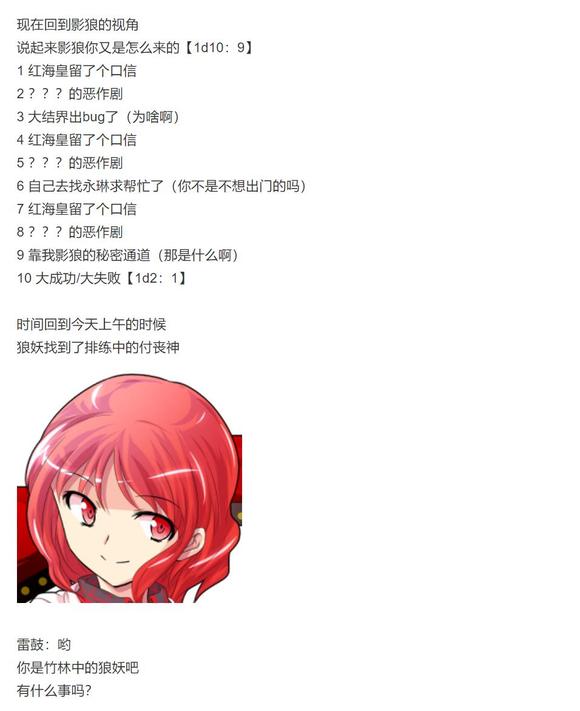 现在回到影狼的视角
说起来影狼你又是怎么来的【1d10：9】
1 红海皇留了个口信
2 ？？？的恶作剧
3 大结界出bug了（为啥啊）
4 红海皇留了个口信
5 ？？？的恶作剧
6 自己去找永琳求帮忙了（你不是不想出门的吗）
7 红海皇留了个口信
8 ？？？的恶作剧
9 靠我影狼的秘密通道（那是什么啊）
10 大成功/大失败【1d2：1】
时间回到今天上午的时候
狼妖找到了排练中的付丧神
雷鼓：哟
你是竹林中的狼妖吧
有什么事吗？